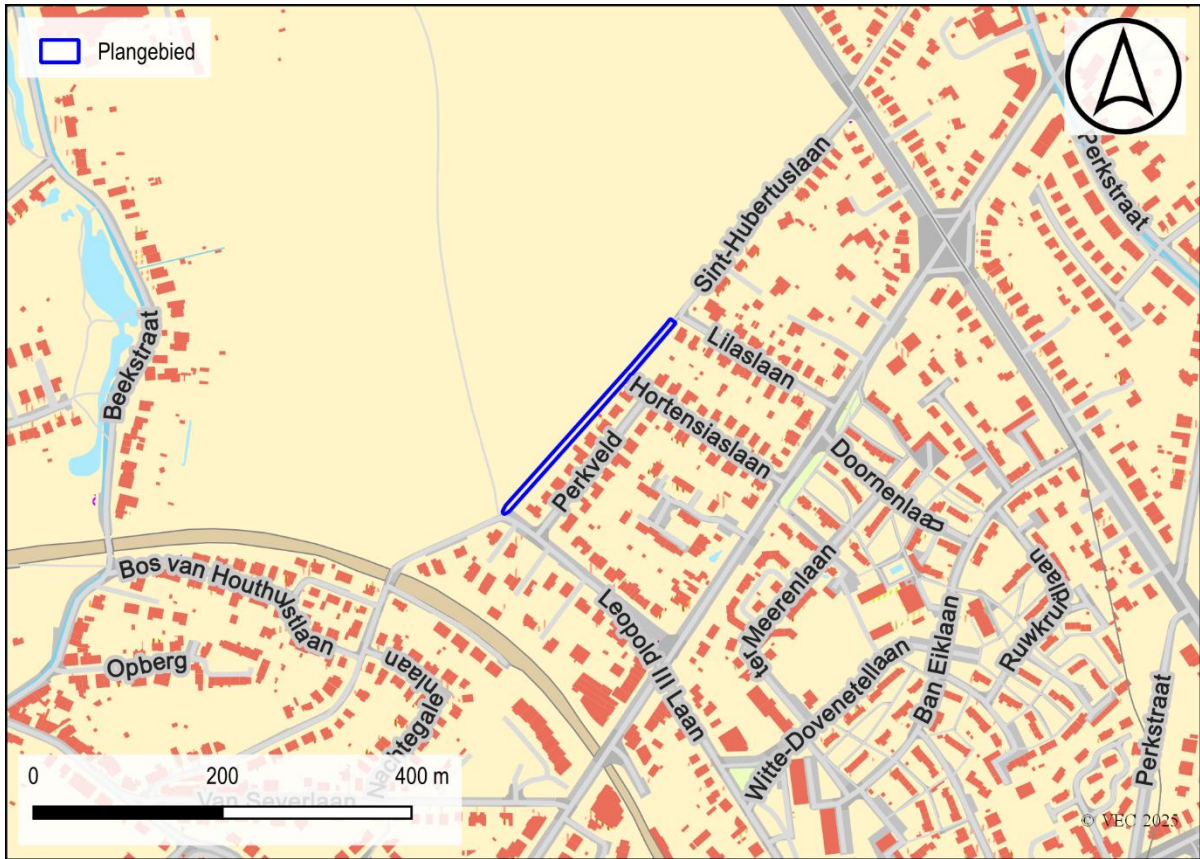 Plangebied
Perkstraat
Sint-Hubertuslaan
Beekstraat
Lilaslaan
Hortensiaslaan
Perkveld
Doornenlaan
Bos van Houthulstlaan
Opberg
Nachtegalenlaan
Leopold III Laan
ter Meerenlaan
Ruwkruidlaan
Ban Eiklaan
Witte-Dovenetellaan
Perkstraat
0 200 400 m
Van Severlaan
© VEC 2025